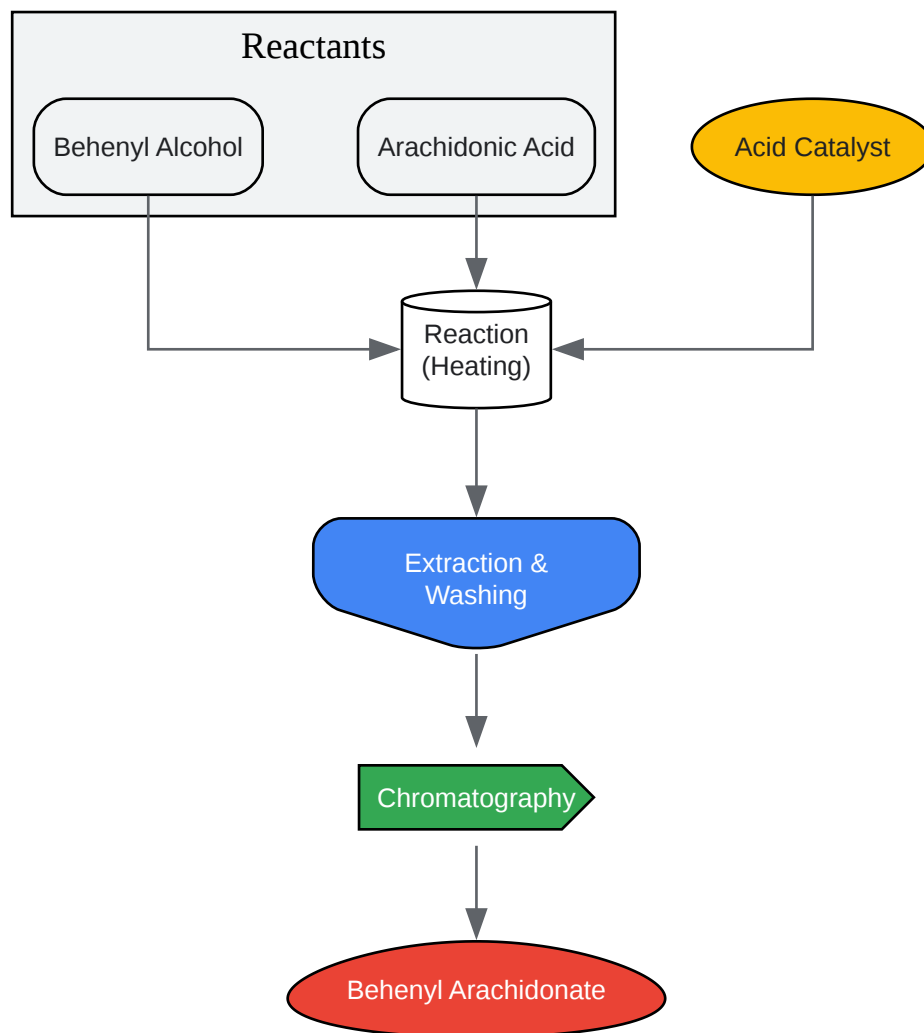 Reactants
Behenyl Alcohol
Arachidonic Acid
Acid Catalyst
Reaction
(Heating)
Extraction &
Washing
Chromatography
Behenyl Arachidonate